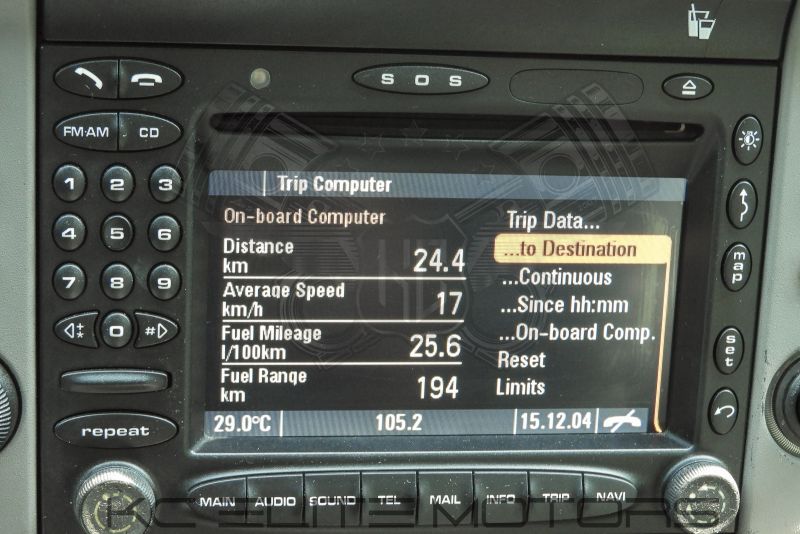 SOS
FM·AM CD
1 2 3
4 5 6
7 8 9
* 0 #
repeat
map
set
Trip Computer
On-board Computer
Distance
km 24.4
Average Speed
km/h 17
Fuel Mileage
l/100km 25.6
Fuel Range
km 194
Trip Data...
...to Destination
...Continuous
...Since hh:mm
...On-board Comp.
Reset
Limits
29.0°C 105.2 15.12.04
MAIN AUDIO SOUND TEL MAIL INFO TRIP NAVI
KC ELITE MOTORS